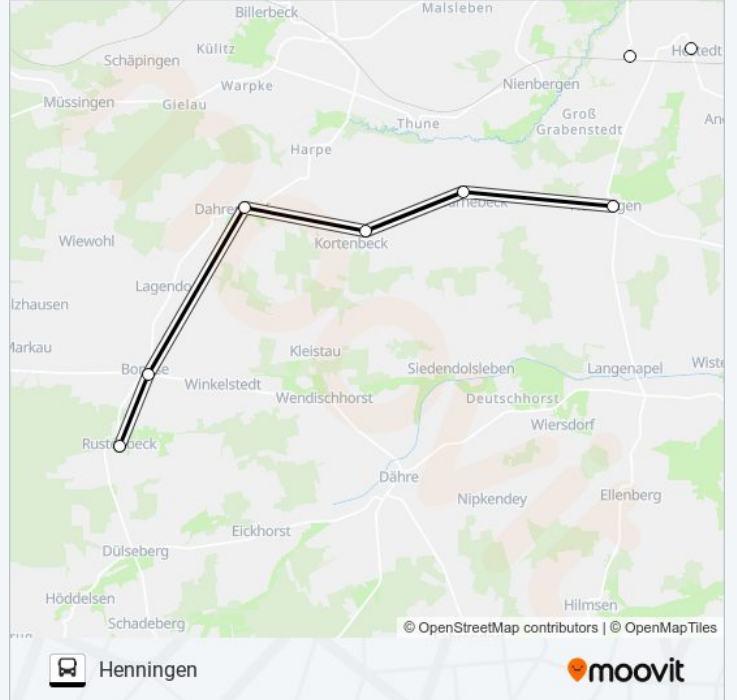 Malsleben
Billerbeck
Külitz
Schäpingen
Warpke
Nienbergen
Müssingen
Gielau
Groß
Grabenstedt
Thune
Harpe
Wiewohl
Kortenbeck
Lagendo
Kleistau
Siedendolsleben
Langenapel
Winkelstedt
Wendischhorst
Deutschhorst
Wiersdorf
Dähre
Nipkendey
Ellenberg
Eickhorst
Dülseberg
Höddelsen
Hilmsen
Schadeberg
© OpenStreetMap contributors | © OpenMapTiles
Henningen
moovit